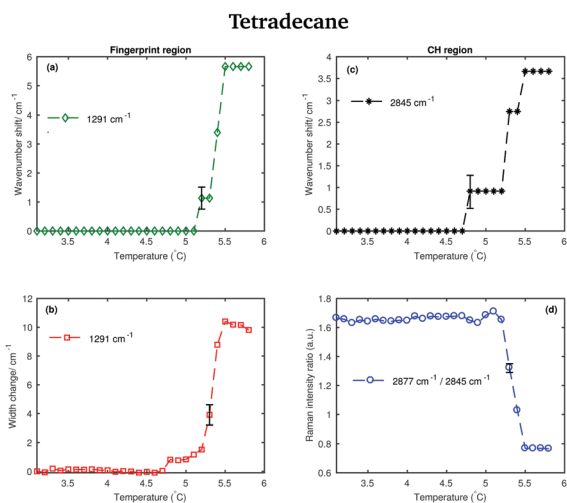 Tetradecane
Fingerprint region
(a)
1291 cm⁻¹
Wavenumber shift/ cm⁻¹
0
1
2
3
4
5
6
3.5 4 4.5 5 5.5 6
Temperature (°C)
CH region
(c)
2845 cm⁻¹
Wavenumber shift/ cm⁻¹
0
0.5
1
1.5
2
2.5
3
3.5
4
3.5 4 4.5 5 5.5 6
Temperature (°C)
(b)
1291 cm⁻¹
Width change/ cm⁻¹
0
2
4
6
8
10
12
3.5 4 4.5 5 5.5 6
Temperature (°C)
(d)
2877 cm⁻¹ / 2845 cm⁻¹
Raman intensity ratio (a.u.)
0.6
0.8
1
1.2
1.4
1.6
1.8
3.5 4 4.5 5 5.5 6
Temperature (°C)